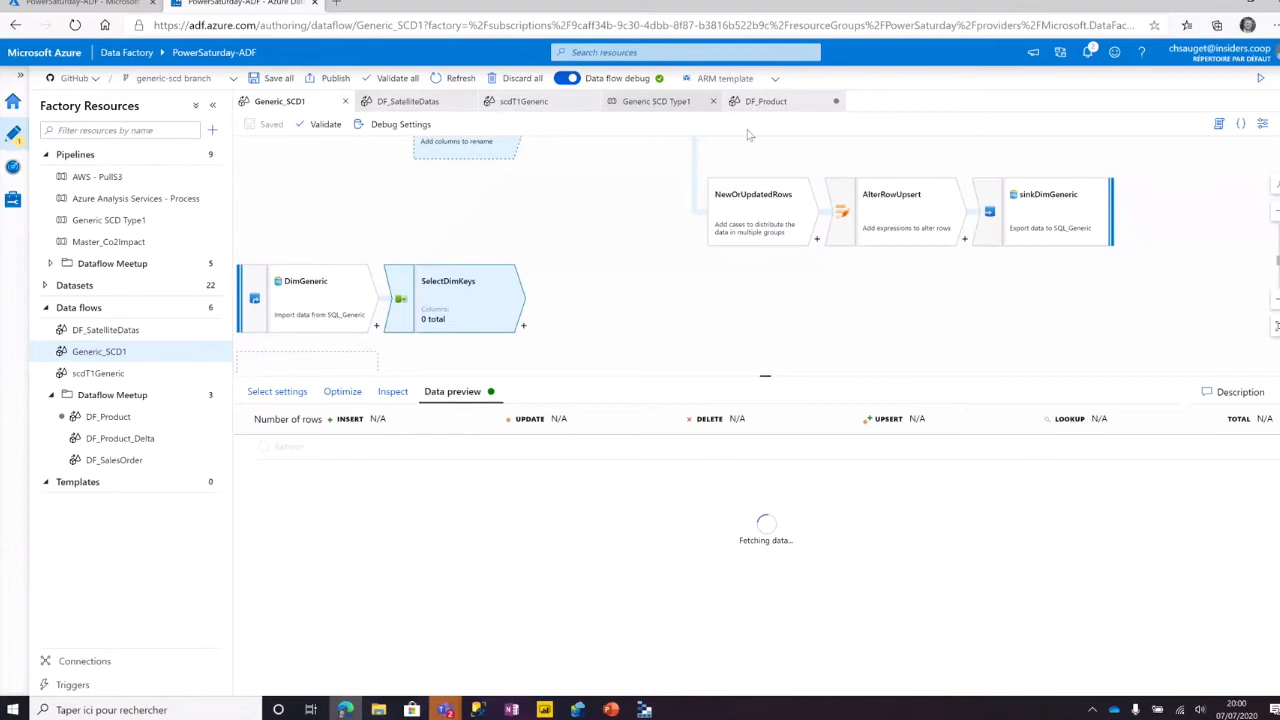 PowerSaturday-ADF - Microsoft
PowerSaturday-ADF - Azure Dat
https://adf.azure.com/authoring/dataflow/Generic_SCD1?factory=%2Fsubscriptions%2F9caff34b-9c30-4dbb-8f87-b3816b522b9c%2FresourceGroups%2FPowerSaturday%2Fproviders%2FMicrosoft.DataFac...
Microsoft Azure
Data Factory
PowerSaturday-ADF
Search resources
2
chsauget@insiders.coop
RÉPERTOIRE PAR DÉFAUT
GitHub
generic-scd branch
Save all
Publish
Validate all
Refresh
Discard all
Data flow debug
ARM template
Factory Resources
Generic_SCD1
DF_SatelliteDatas
scdT1Generic
Generic SCD Type1
DF_Product
Saved
Validate
Debug Settings
Filter resources by name
Pipelines 9
AWS - PullS3
Azure Analysis Services - Process
Generic SCD Type1
Master_Co2Impact
Dataflow Meetup 5
Datasets 22
Data flows 6
DF_SatelliteDatas
Generic_SCD1
scdT1Generic
Dataflow Meetup 3
DF_Product
DF_Product_Delta
DF_SalesOrder
Templates 0
Connections
Triggers
Add columns to rename
NewOrUpdatedRows
Add cases to distribute the
data in multiple groups
AlterRowUpsert
Add expressions to alter rows
sinkDimGeneric
Export data to SQL_Generic
DimGeneric
Import data from SQL_Generic
SelectDimKeys
Columns:
0 total
Select settings
Optimize
Inspect
Data preview
Description
Number of rows
INSERT N/A
UPDATE N/A
DELETE N/A
UPSERT N/A
LOOKUP N/A
TOTAL N/A
Refresh
Fetching data...
Taper ici pour rechercher
20:00
07/07/2020